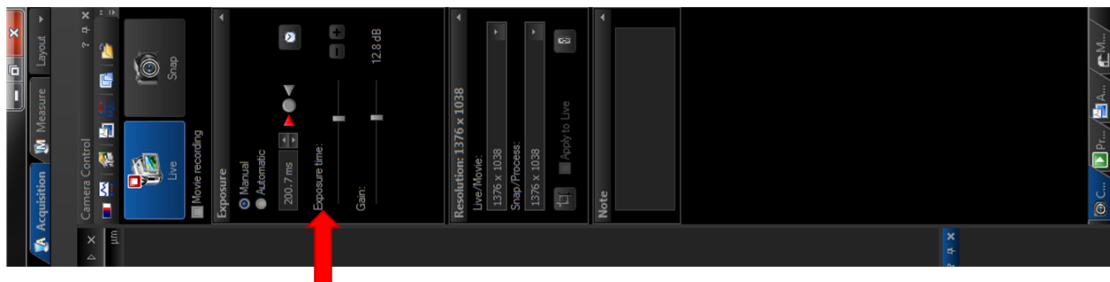 Acquisition Measure Layout
Camera Control
µm
Live Snap
Movie recording
Exposure
Manual
Automatic
200.7 ms
Exposure time:
Gain:
12.8 dB
Resolution: 1376 x 1038
Live/Movie:
1376 x 1038
Snap/Process:
1376 x 1038
Apply to Live
Note
C... Pr... A... M...